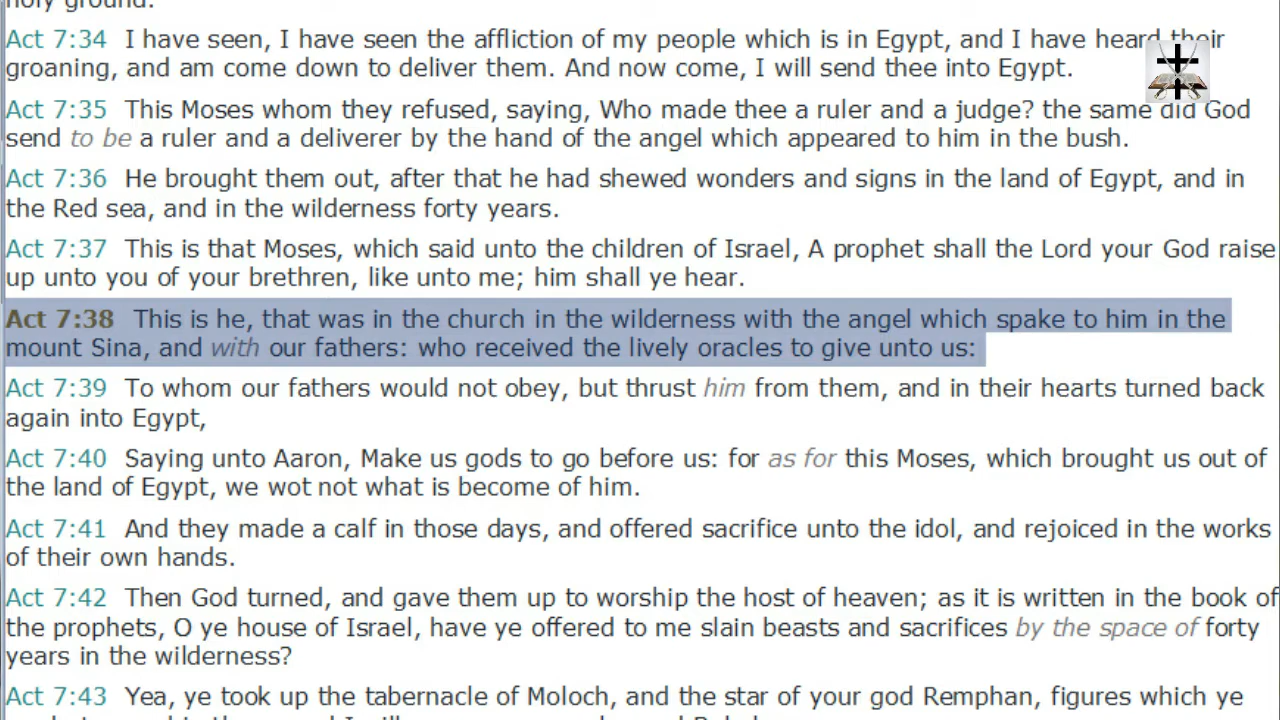 holy ground.
Act 7:34 I have seen, I have seen the affliction of my people which is in Egypt, and I have heard their
groaning, and am come down to deliver them. And now come, I will send thee into Egypt.
Act 7:35 This Moses whom they refused, saying, Who made thee a ruler and a judge? the same did God
send to be a ruler and a deliverer by the hand of the angel which appeared to him in the bush.
Act 7:36 He brought them out, after that he had shewed wonders and signs in the land of Egypt, and in
the Red sea, and in the wilderness forty years.
Act 7:37 This is that Moses, which said unto the children of Israel, A prophet shall the Lord your God raise
up unto you of your brethren, like unto me; him shall ye hear.
Act 7:38 This is he, that was in the church in the wilderness with the angel which spake to him in the
mount Sina, and with our fathers: who received the lively oracles to give unto us:
Act 7:39 To whom our fathers would not obey, but thrust him from them, and in their hearts turned back
again into Egypt,
Act 7:40 Saying unto Aaron, Make us gods to go before us: for as for this Moses, which brought us out of
the land of Egypt, we wot not what is become of him.
Act 7:41 And they made a calf in those days, and offered sacrifice unto the idol, and rejoiced in the works
of their own hands.
Act 7:42 Then God turned, and gave them up to worship the host of heaven; as it is written in the book of
the prophets, O ye house of Israel, have ye offered to me slain beasts and sacrifices by the space of forty
years in the wilderness?
Act 7:43 Yea, ye took up the tabernacle of Moloch, and the star of your god Remphan, figures which ye